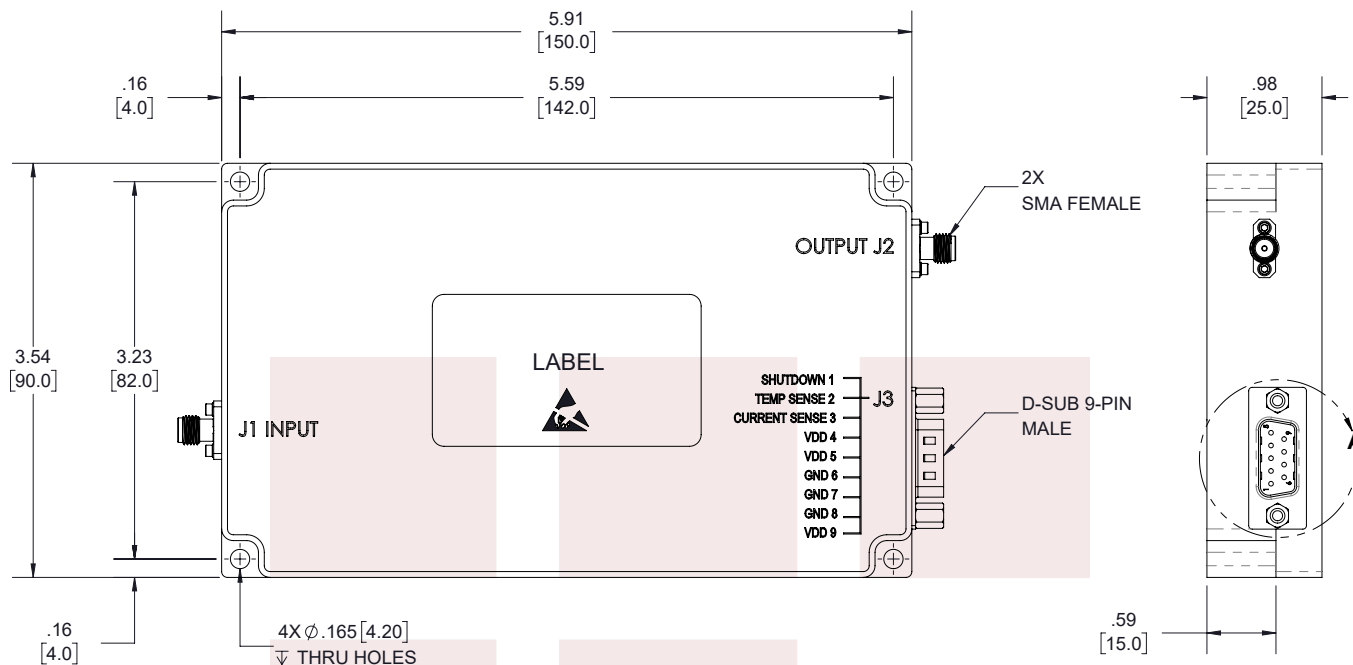 5.91
[150.0]
.16
[4.0]
5.59
[142.0]
.98
[25.0]
2X
SMA FEMALE
OUTPUT J2
3.54
[90.0]
3.23
[82.0]
LABEL
J1 INPUT
SHUTDOWN 1
TEMP SENSE 2
CURRENT SENSE 3
VDD 4
VDD 5
GND 6
GND 7
GND 8
VDD 9
J3
D-SUB 9-PIN
MALE
.16
[4.0]
4X ⌀ .165 [4.20]
↧ THRU HOLES
.59
[15.0]